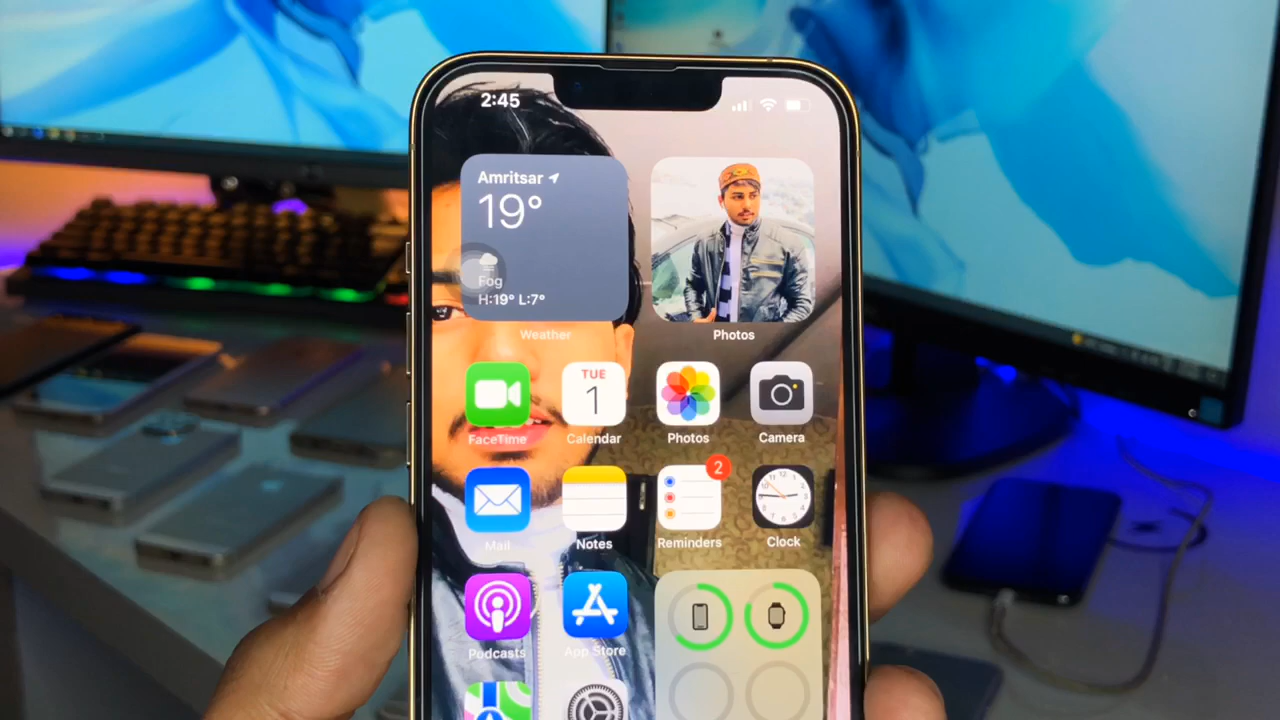 2:45
Amritsar
19°
Fog
H:19° L:7°
Weather
Photos
TUE
1
FaceTime
Calendar
Photos
Camera
2
Mail
Notes
Reminders
Clock
Podcasts
App Store